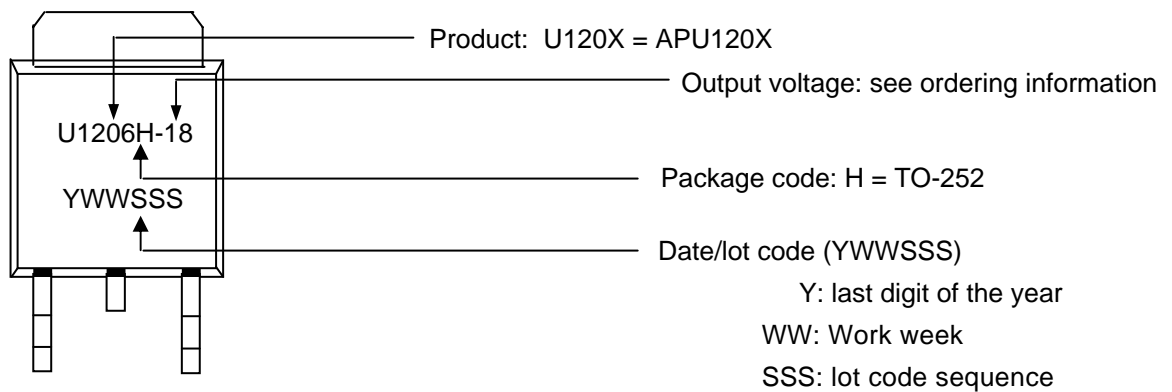 Product: U120X = APU120X
Output voltage: see ordering information
U1206H-18
Package code: H = TO-252
YWWSSS
Date/lot code (YWWSSS)
Y: last digit of the year
WW: Work week
SSS: lot code sequence